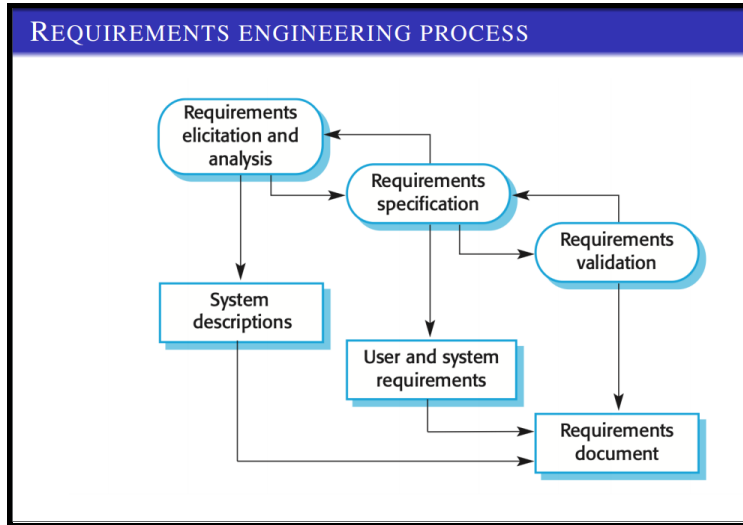 REQUIREMENTS ENGINEERING PROCESS
Requirements
elicitation and
analysis
Requirements
specification
Requirements
validation
System
descriptions
User and system
requirements
Requirements
document